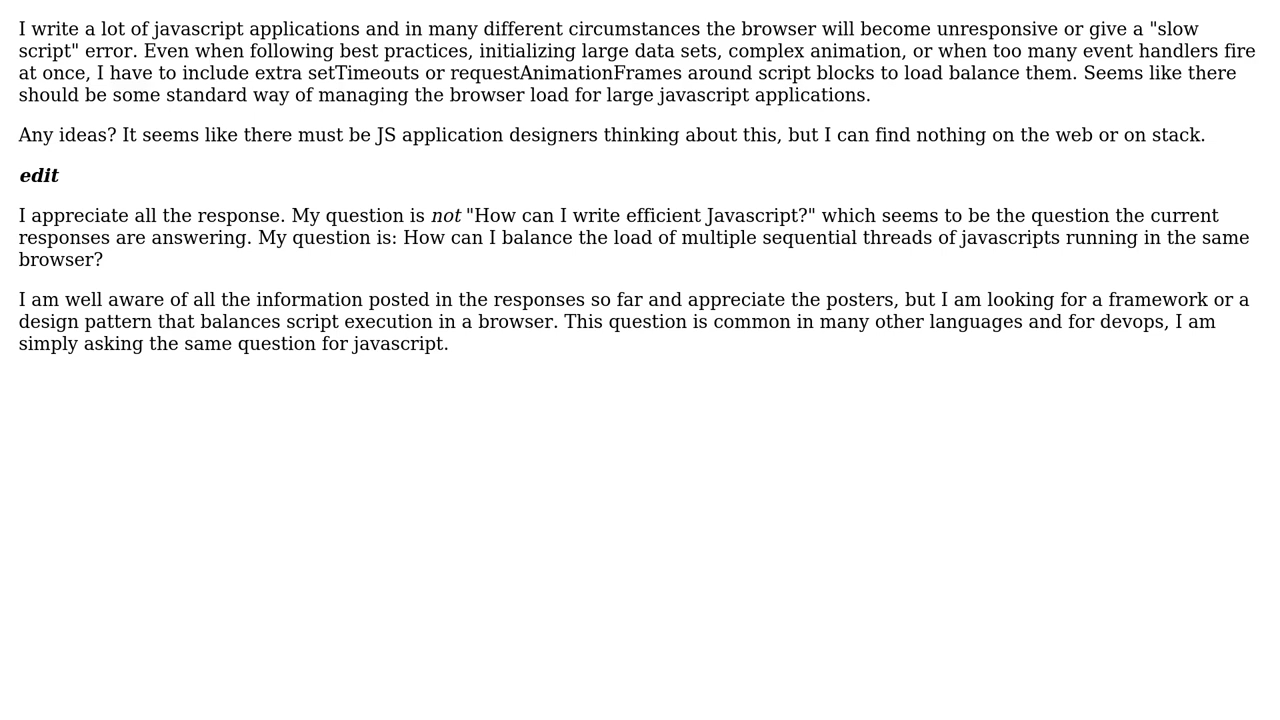 I write a lot of javascript applications and in many different circumstances the browser will become unresponsive or give a "slow
script" error. Even when following best practices, initializing large data sets, complex animation, or when too many event handlers fire
at once, I have to include extra setTimeouts or requestAnimationFrames around script blocks to load balance them. Seems like there
should be some standard way of managing the browser load for large javascript applications.
Any ideas? It seems like there must be JS application designers thinking about this, but I can find nothing on the web or on stack.
edit
I appreciate all the response. My question is not "How can I write efficient Javascript?" which seems to be the question the current
responses are answering. My question is: How can I balance the load of multiple sequential threads of javascripts running in the same
browser?
I am well aware of all the information posted in the responses so far and appreciate the posters, but I am looking for a framework or a
design pattern that balances script execution in a browser. This question is common in many other languages and for devops, I am
simply asking the same question for javascript.